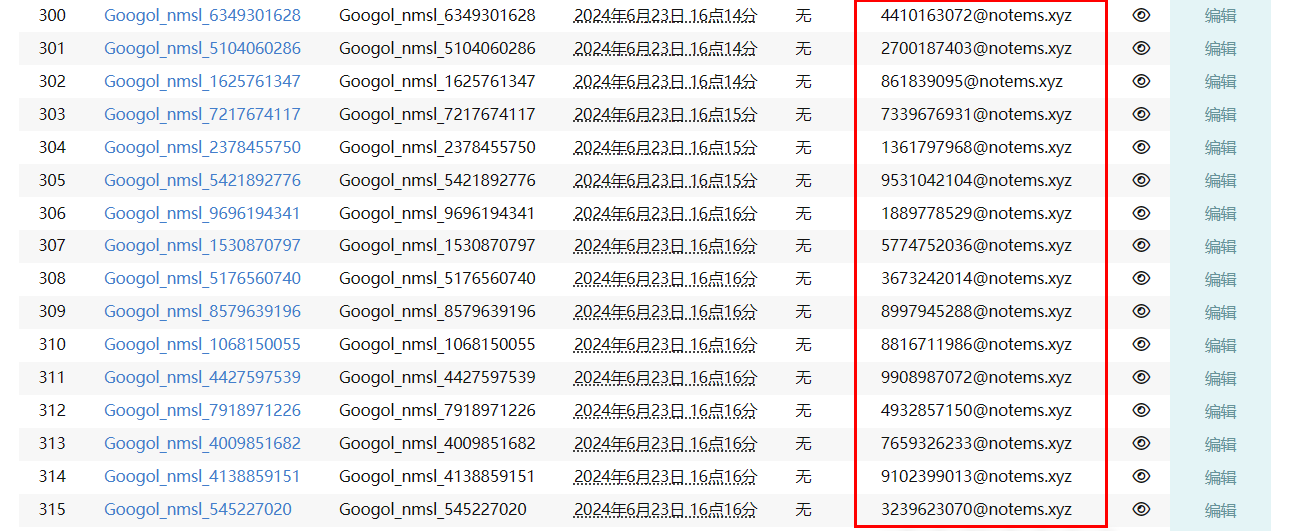 300 Googol_nmsl_6349301628 Googol_nmsl_6349301628 2024年6月23日 16点14分 无 4410163072@notems.xyz 编辑
301 Googol_nmsl_5104060286 Googol_nmsl_5104060286 2024年6月23日 16点14分 无 2700187403@notems.xyz 编辑
302 Googol_nmsl_1625761347 Googol_nmsl_1625761347 2024年6月23日 16点14分 无 861839095@notems.xyz 编辑
303 Googol_nmsl_7217674117 Googol_nmsl_7217674117 2024年6月23日 16点15分 无 7339676931@notems.xyz 编辑
304 Googol_nmsl_2378455750 Googol_nmsl_2378455750 2024年6月23日 16点15分 无 1361797968@notems.xyz 编辑
305 Googol_nmsl_5421892776 Googol_nmsl_5421892776 2024年6月23日 16点15分 无 9531042104@notems.xyz 编辑
306 Googol_nmsl_9696194341 Googol_nmsl_9696194341 2024年6月23日 16点16分 无 1889778529@notems.xyz 编辑
307 Googol_nmsl_1530870797 Googol_nmsl_1530870797 2024年6月23日 16点16分 无 5774752036@notems.xyz 编辑
308 Googol_nmsl_5176560740 Googol_nmsl_5176560740 2024年6月23日 16点16分 无 3673242014@notems.xyz 编辑
309 Googol_nmsl_8579639196 Googol_nmsl_8579639196 2024年6月23日 16点16分 无 8997945288@notems.xyz 编辑
310 Googol_nmsl_1068150055 Googol_nmsl_1068150055 2024年6月23日 16点16分 无 8816711986@notems.xyz 编辑
311 Googol_nmsl_4427597539 Googol_nmsl_4427597539 2024年6月23日 16点16分 无 9908987072@notems.xyz 编辑
312 Googol_nmsl_7918971226 Googol_nmsl_7918971226 2024年6月23日 16点16分 无 4932857150@notems.xyz 编辑
313 Googol_nmsl_4009851682 Googol_nmsl_4009851682 2024年6月23日 16点16分 无 7659326233@notems.xyz 编辑
314 Googol_nmsl_4138859151 Googol_nmsl_4138859151 2024年6月23日 16点16分 无 9102399013@notems.xyz 编辑
315 Googol_nmsl_545227020 Googol_nmsl_545227020 2024年6月23日 16点16分 无 3239623070@notems.xyz 编辑